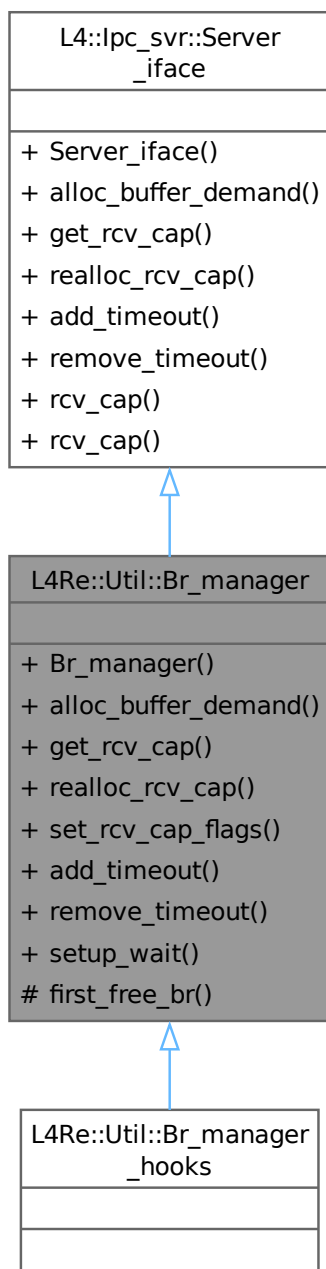 L4::Ipc_svr::Server
_iface
+ Server_iface()
+ alloc_buffer_demand()
+ get_rcv_cap()
+ realloc_rcv_cap()
+ add_timeout()
+ remove_timeout()
+ rcv_cap()
+ rcv_cap()
L4Re::Util::Br_manager
+ Br_manager()
+ alloc_buffer_demand()
+ get_rcv_cap()
+ realloc_rcv_cap()
+ set_rcv_cap_flags()
+ add_timeout()
+ remove_timeout()
+ setup_wait()
# first_free_br()
L4Re::Util::Br_manager
_hooks